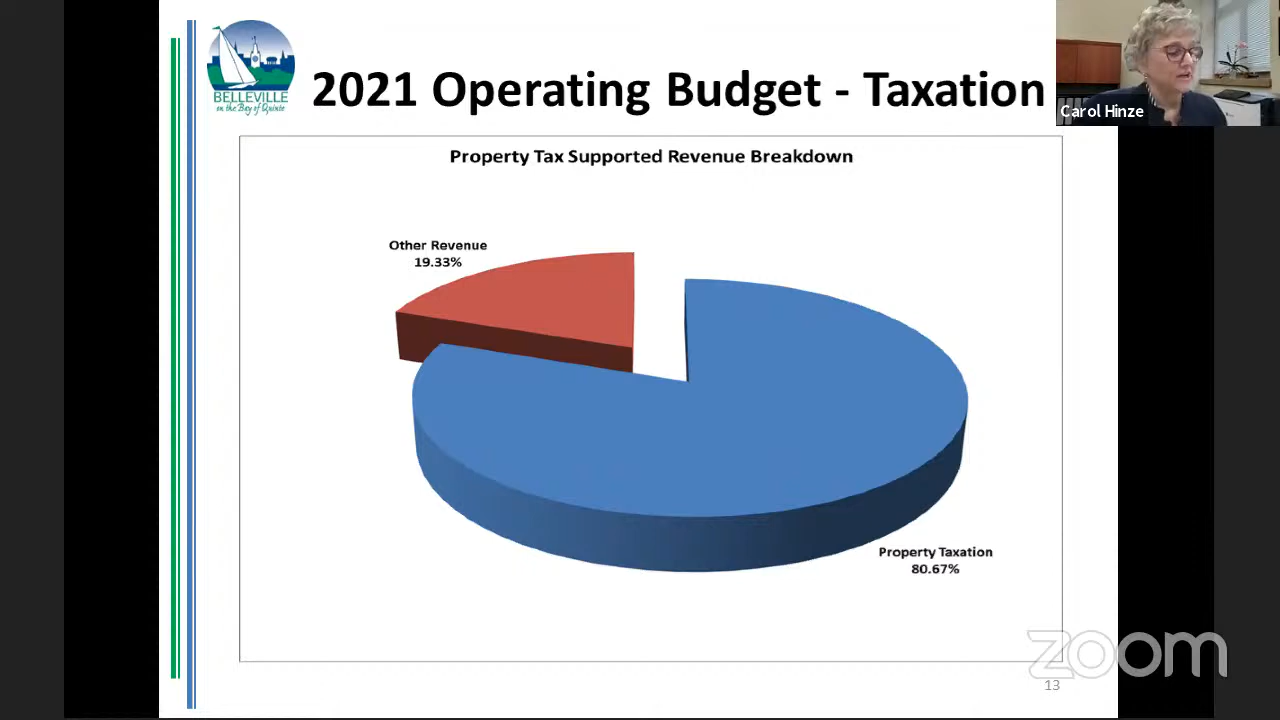 BELLEVILLE
on the Bay of Quinte
2021 Operating Budget - Taxation
Carol Hinze
Property Tax Supported Revenue Breakdown
Other Revenue
19.33%
Property Taxation
80.67%
zoom
13